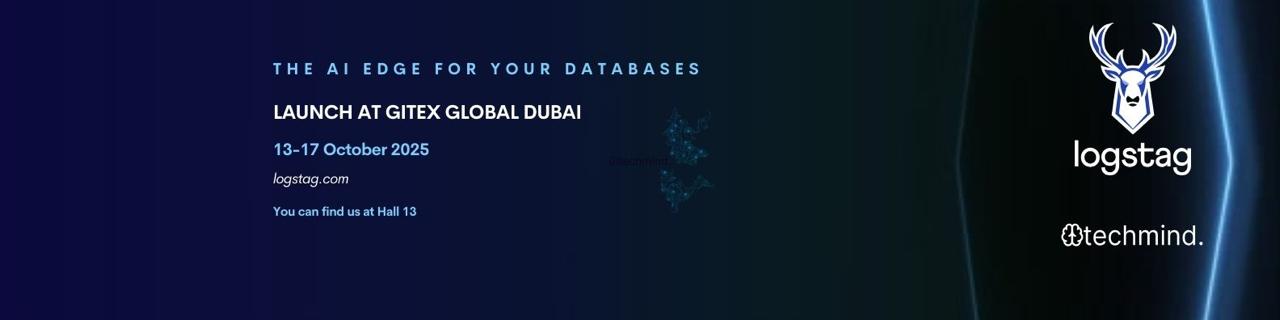 THE AI EDGE FOR YOUR DATABASES
LAUNCH AT GITEX GLOBAL DUBAI
13-17 October 2025
logstag.com
You can find us at Hall 13
techmind.
logstag
techmind.